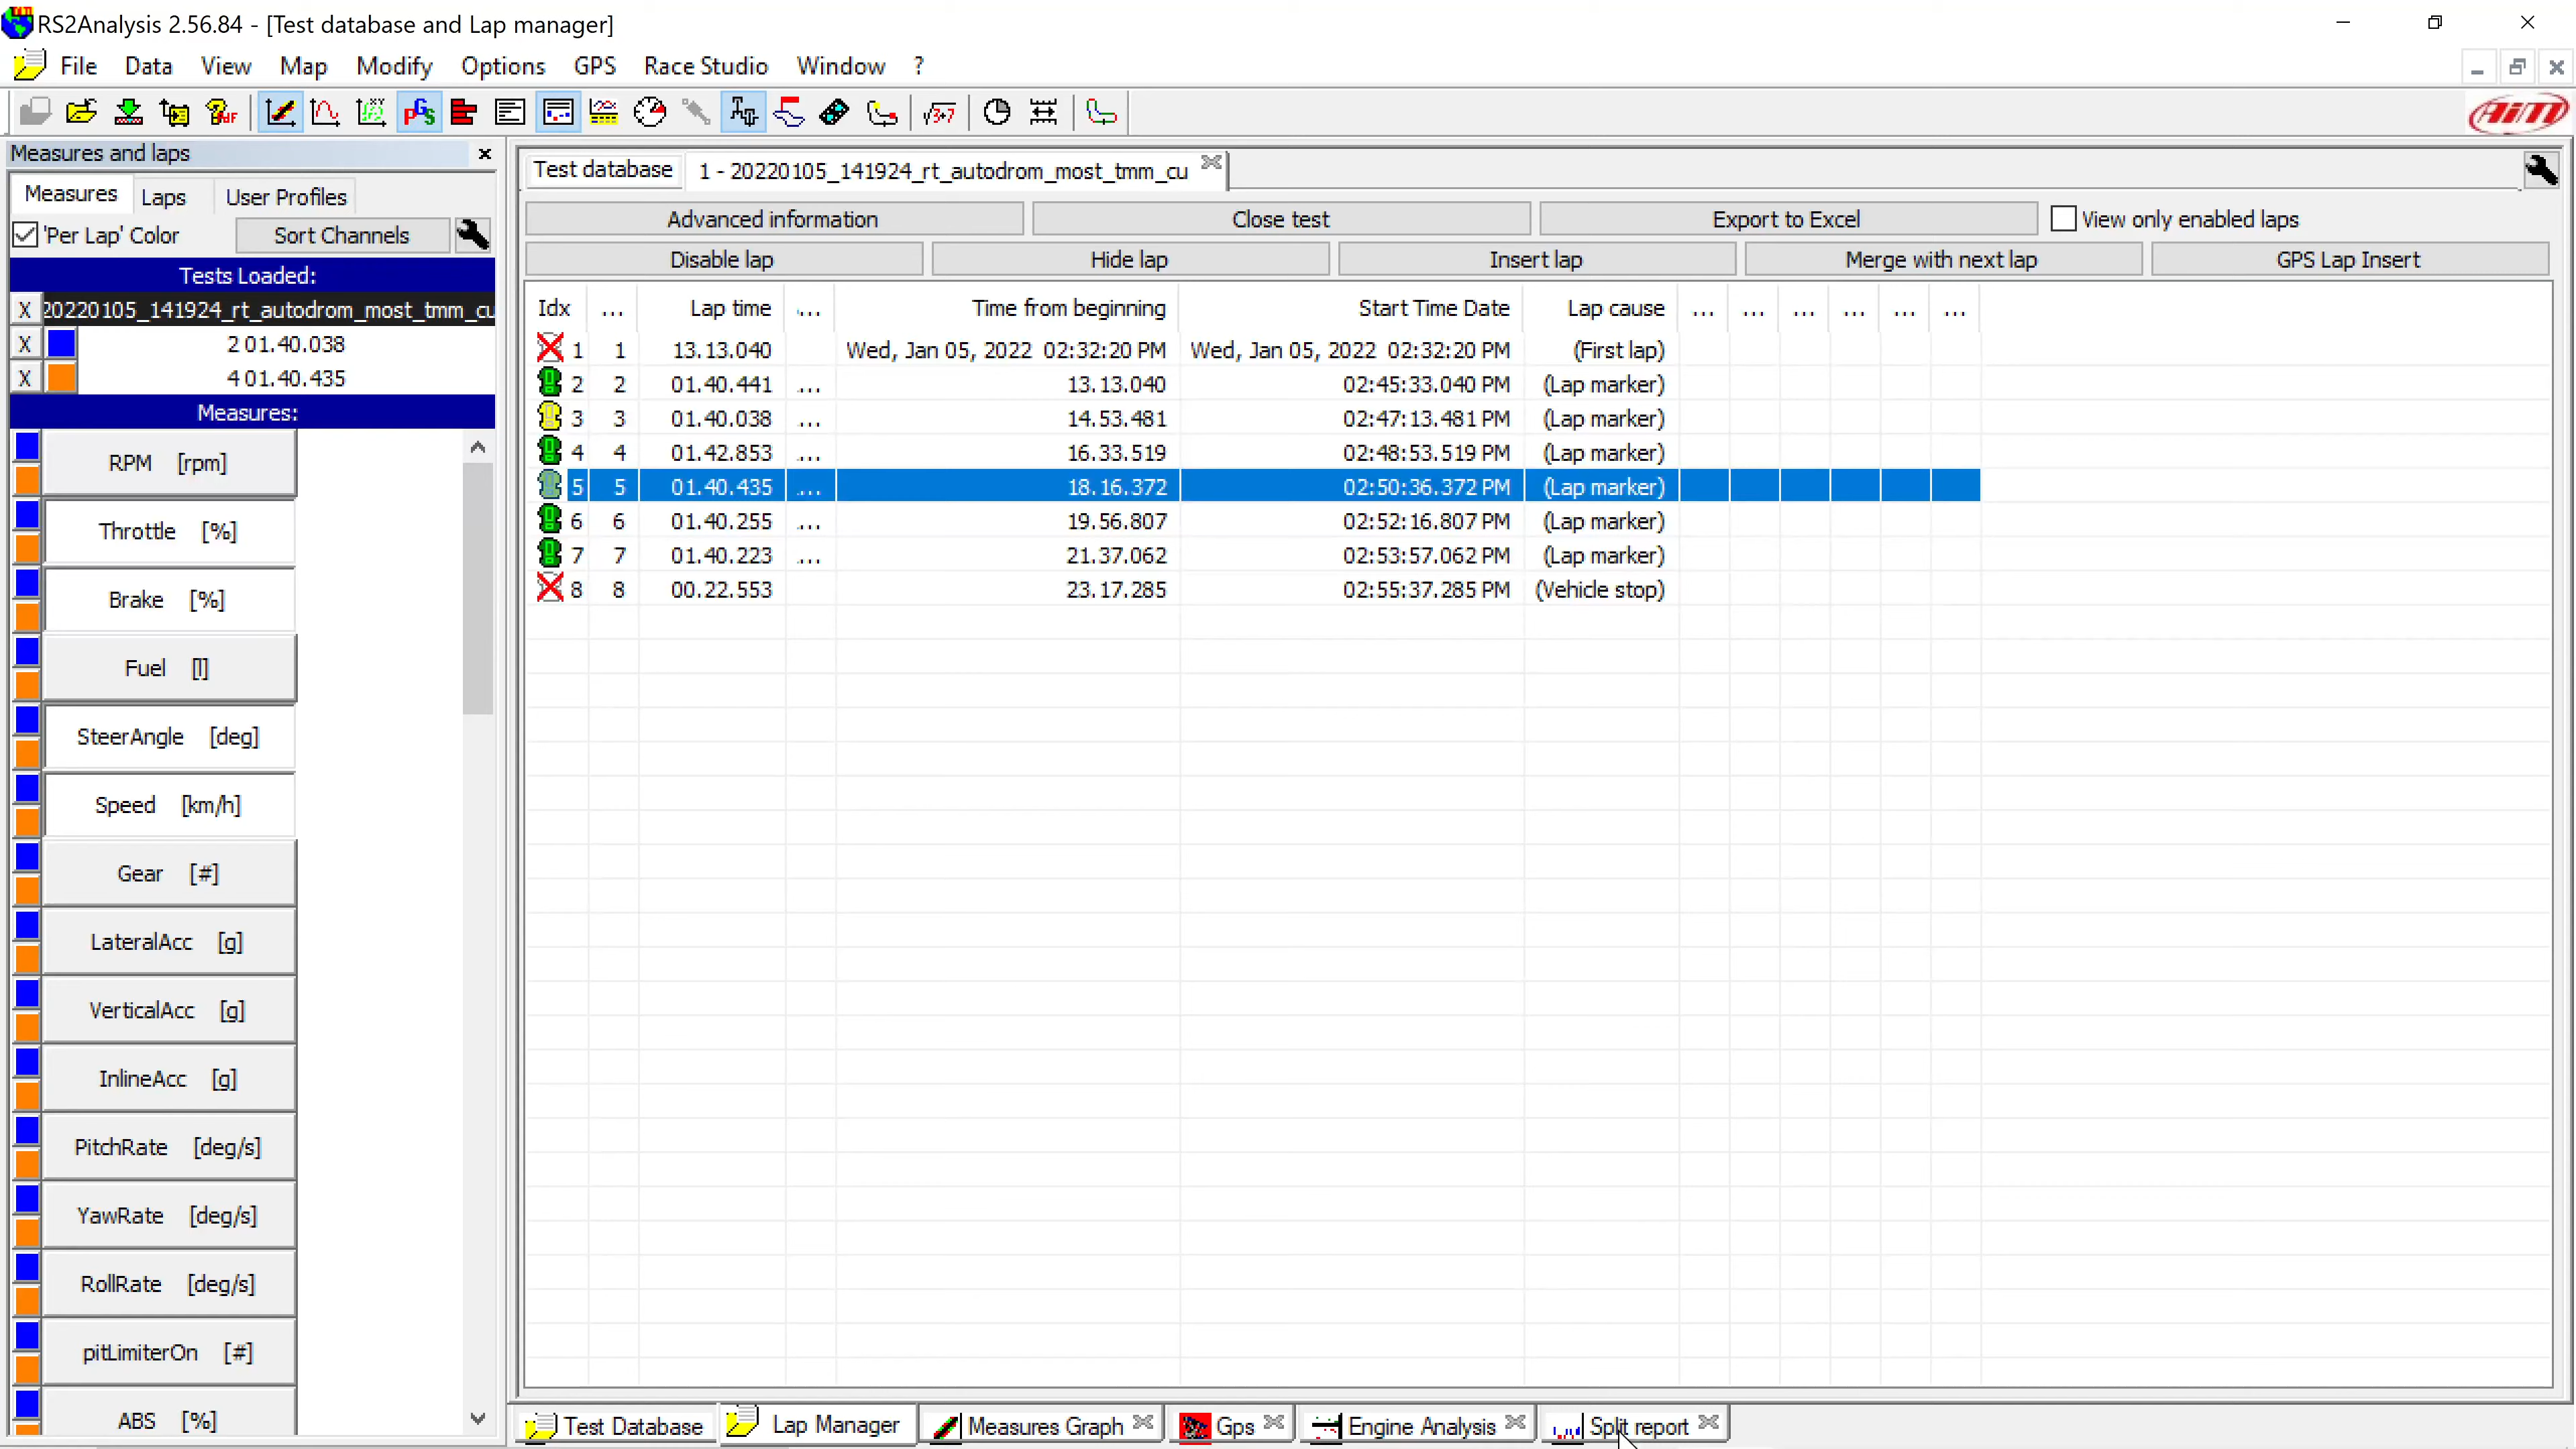 RS2Analysis 2.56.84 - [Test database and Lap manager]
File Data View Map Modify Options GPS Race Studio Window ?
AiM
Measures and laps
Test database 1 - 20220105_141924_rt_autodrom_most_tmm_cu
Measures Laps User Profiles
Advanced information Close test Export to Excel View only enabled laps
'Per Lap' Color Sort Channels
Disable lap Hide lap Insert lap Merge with next lap GPS Lap Insert
Tests Loaded:
X 20220105_141924_rt_autodrom_most_tmm_cu
X 2 01.40.038
X 4 01.40.435
Measures:
RPM [rpm]
Throttle [%]
Brake [%]
Fuel [l]
SteerAngle [deg]
Speed [km/h]
Gear [#]
LateralAcc [g]
VerticalAcc [g]
InlineAcc [g]
PitchRate [deg/s]
YawRate [deg/s]
RollRate [deg/s]
pitLimiterOn [#]
ABS [%]
Idx ... Lap time ... Time from beginning Start Time Date Lap cause ... ... ... ... ... ...
1 1 13.13.040 Wed, Jan 05, 2022 02:32:20 PM Wed, Jan 05, 2022 02:32:20 PM (First lap)
2 2 01.40.441 ... 13.13.040 02:45:33.040 PM (Lap marker)
3 3 01.40.038 ... 14.53.481 02:47:13.481 PM (Lap marker)
4 4 01.42.853 ... 16.33.519 02:48:53.519 PM (Lap marker)
5 5 01.40.435 ... 18.16.372 02:50:36.372 PM (Lap marker)
6 6 01.40.255 ... 19.56.807 02:52:16.807 PM (Lap marker)
7 7 01.40.223 ... 21.37.062 02:53:57.062 PM (Lap marker)
8 8 00.22.553 23.17.285 02:55:37.285 PM (Vehicle stop)
Test Database Lap Manager Measures Graph Gps Engine Analysis Split report